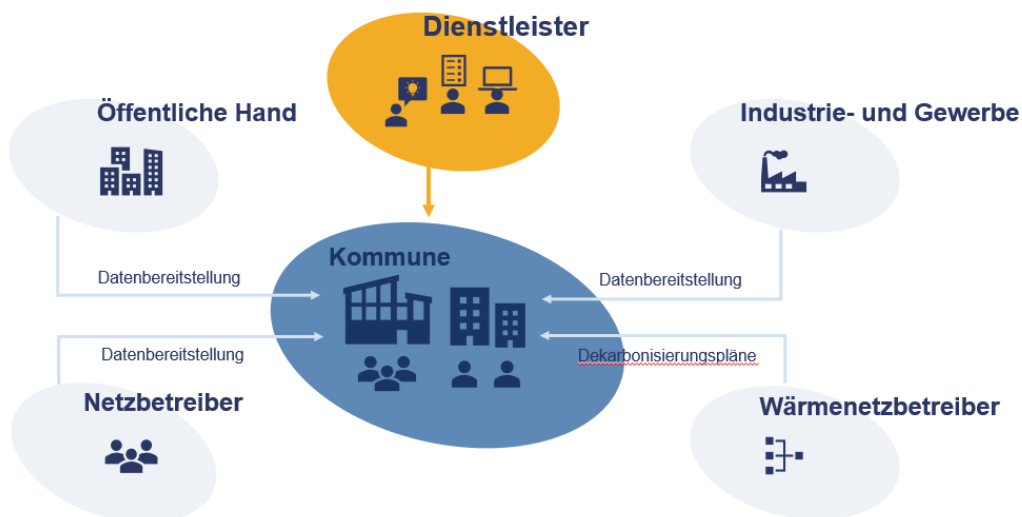 Dienstleister
Öffentliche Hand
Industrie- und Gewerbe
Kommune
Datenbereitstellung
Datenbereitstellung
Datenbereitstellung
Dekarbonisierungspläne
Netzbetreiber
Wärmenetzbetreiber